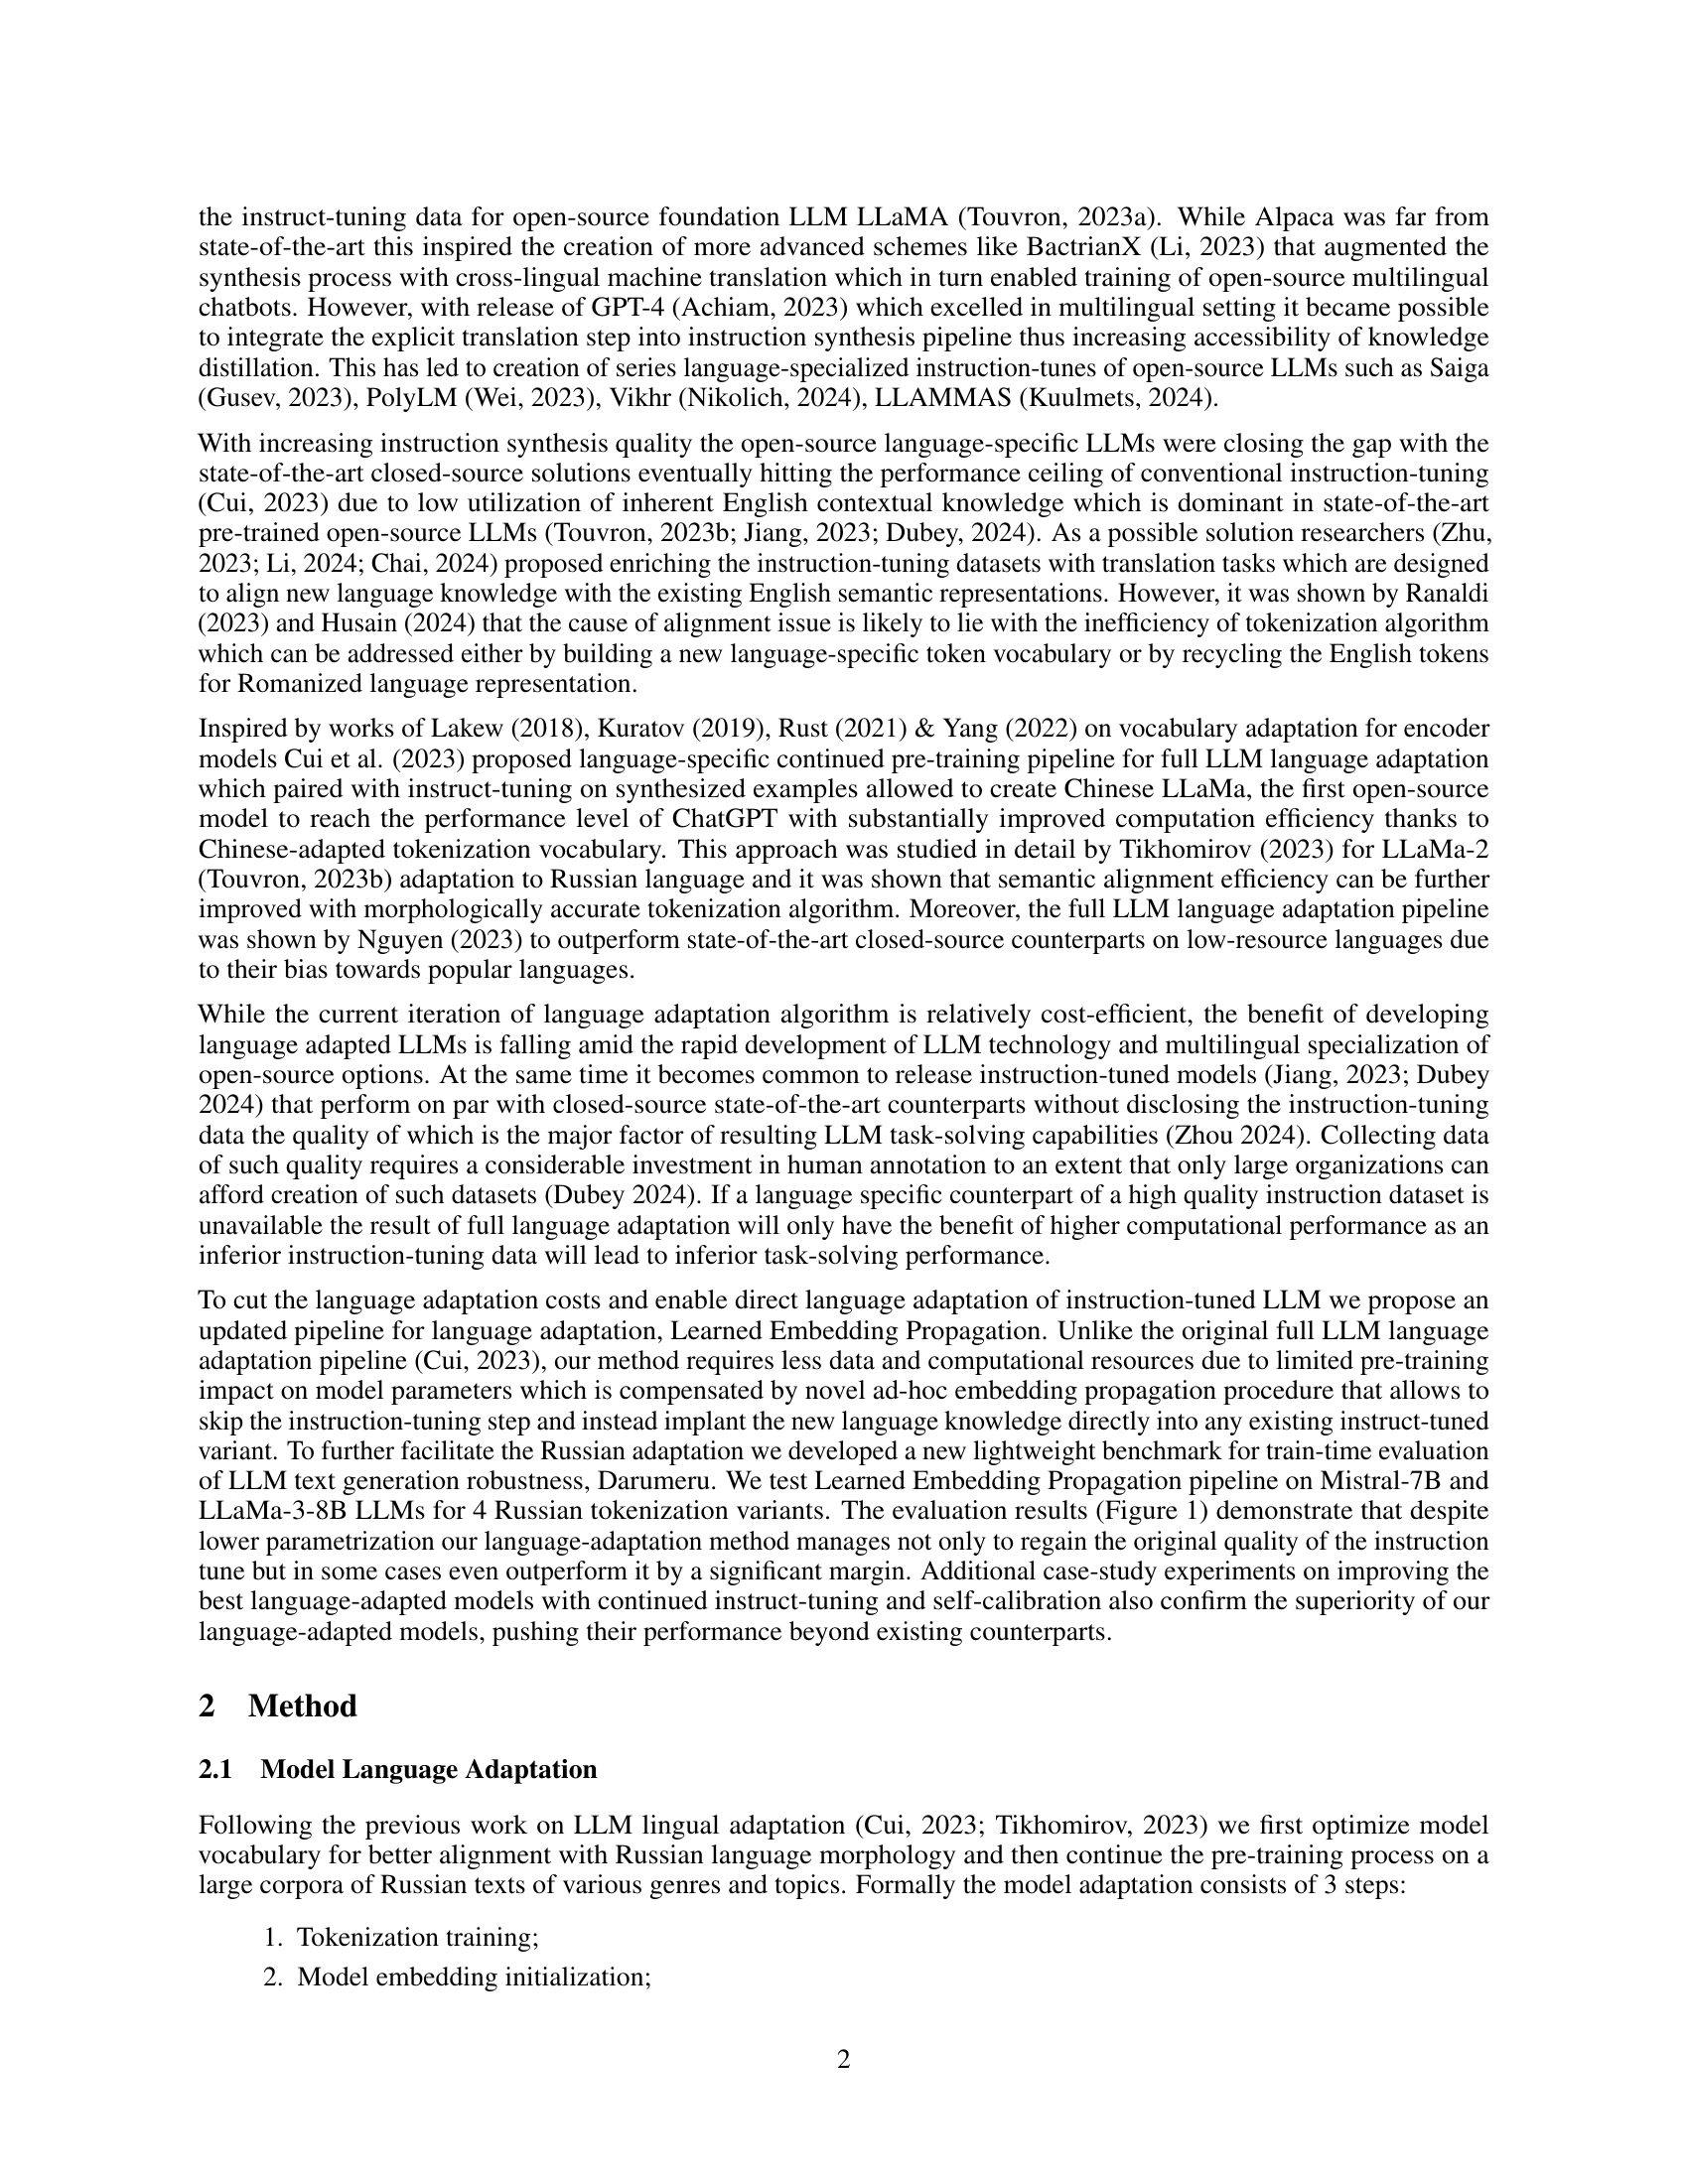 the instruct-tuning data for open-source foundation LLM LLaMA (Touvron, 2023a). While Alpaca was far from
state-of-the-art this inspired the creation of more advanced schemes like BactrianX (Li, 2023) that augmented the
synthesis process with cross-lingual machine translation which in turn enabled training of open-source multilingual
chatbots. However, with release of GPT-4 (Achiam, 2023) which excelled in multilingual setting it became possible
to integrate the explicit translation step into instruction synthesis pipeline thus increasing accessibility of knowledge
distillation. This has led to creation of series language-specialized instruction-tunes of open-source LLMs such as Saiga
(Gusev, 2023), PolyLM (Wei, 2023), Vikhr (Nikolich, 2024), LLAMMAS (Kuulmets, 2024).
With increasing instruction synthesis quality the open-source language-specific LLMs were closing the gap with the
state-of-the-art closed-source solutions eventually hitting the performance ceiling of conventional instruction-tuning
(Cui, 2023) due to low utilization of inherent English contextual knowledge which is dominant in state-of-the-art
pre-trained open-source LLMs (Touvron, 2023b; Jiang, 2023; Dubey, 2024). As a possible solution researchers (Zhu,
2023; Li, 2024; Chai, 2024) proposed enriching the instruction-tuning datasets with translation tasks which are designed
to align new language knowledge with the existing English semantic representations. However, it was shown by Ranaldi
(2023) and Husain (2024) that the cause of alignment issue is likely to lie with the inefficiency of tokenization algorithm
which can be addressed either by building a new language-specific token vocabulary or by recycling the English tokens
for Romanized language representation.
Inspired by works of Lakew (2018), Kuratov (2019), Rust (2021) & Yang (2022) on vocabulary adaptation for encoder
models Cui et al. (2023) proposed language-specific continued pre-training pipeline for full LLM language adaptation
which paired with instruct-tuning on synthesized examples allowed to create Chinese LLaMa, the first open-source
model to reach the performance level of ChatGPT with substantially improved computation efficiency thanks to
Chinese-adapted tokenization vocabulary. This approach was studied in detail by Tikhomirov (2023) for LLaMa-2
(Touvron, 2023b) adaptation to Russian language and it was shown that semantic alignment efficiency can be further
improved with morphologically accurate tokenization algorithm. Moreover, the full LLM language adaptation pipeline
was shown by Nguyen (2023) to outperform state-of-the-art closed-source counterparts on low-resource languages due
to their bias towards popular languages.
While the current iteration of language adaptation algorithm is relatively cost-efficient, the benefit of developing
language adapted LLMs is falling amid the rapid development of LLM technology and multilingual specialization of
open-source options. At the same time it becomes common to release instruction-tuned models (Jiang, 2023; Dubey
2024) that perform on par with closed-source state-of-the-art counterparts without disclosing the instruction-tuning
data the quality of which is the major factor of resulting LLM task-solving capabilities (Zhou 2024). Collecting data
of such quality requires a considerable investment in human annotation to an extent that only large organizations can
afford creation of such datasets (Dubey 2024). If a language specific counterpart of a high quality instruction dataset is
unavailable the result of full language adaptation will only have the benefit of higher computational performance as an
inferior instruction-tuning data will lead to inferior task-solving performance.
To cut the language adaptation costs and enable direct language adaptation of instruction-tuned LLM we propose an
updated pipeline for language adaptation, Learned Embedding Propagation. Unlike the original full LLM language
adaptation pipeline (Cui, 2023), our method requires less data and computational resources due to limited pre-training
impact on model parameters which is compensated by novel ad-hoc embedding propagation procedure that allows to
skip the instruction-tuning step and instead implant the new language knowledge directly into any existing instruct-tuned
variant. To further facilitate the Russian adaptation we developed a new lightweight benchmark for train-time evaluation
of LLM text generation robustness, Darumeru. We test Learned Embedding Propagation pipeline on Mistral-7B and
LLaMa-3-8B LLMs for 4 Russian tokenization variants. The evaluation results (Figure 1) demonstrate that despite
lower parametrization our language-adaptation method manages not only to regain the original quality of the instruction
tune but in some cases even outperform it by a significant margin. Additional case-study experiments on improving the
best language-adapted models with continued instruct-tuning and self-calibration also confirm the superiority of our
language-adapted models, pushing their performance beyond existing counterparts.
2 Method
2.1 Model Language Adaptation
Following the previous work on LLM lingual adaptation (Cui, 2023; Tikhomirov, 2023) we first optimize model
vocabulary for better alignment with Russian language morphology and then continue the pre-training process on a
large corpora of Russian texts of various genres and topics. Formally the model adaptation consists of 3 steps:
1. Tokenization training;
2. Model embedding initialization;
2